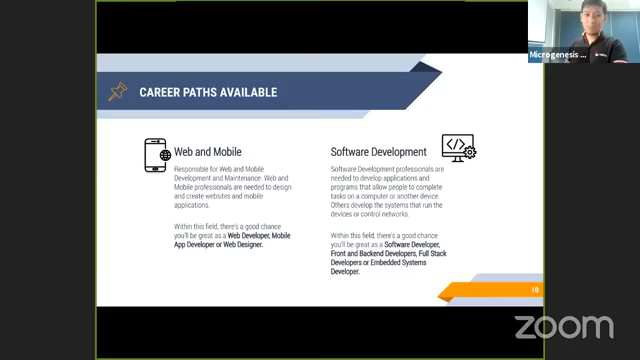 Microgenesis ...
CAREER PATHS AVAILABLE
Web and Mobile
Responsible for Web and Mobile
Development and Maintenance. Web and
Mobile professionals are needed to design
and create websites and mobile
applications.
Within this field, there's a good chance
you'll be great as a Web Developer, Mobile
App Developer or Web Designer.
Software Development
Software Development professionals are
needed to develop applications and
programs that allow people to complete
tasks on a computer or another device.
Others develop the systems that run the
devices or control networks.
Within this field, there's a good chance
you'll be great as a Software Developer,
Front and Backend Developers, Full Stack
Developers or Embedded Systems
Developer.
10
zoom